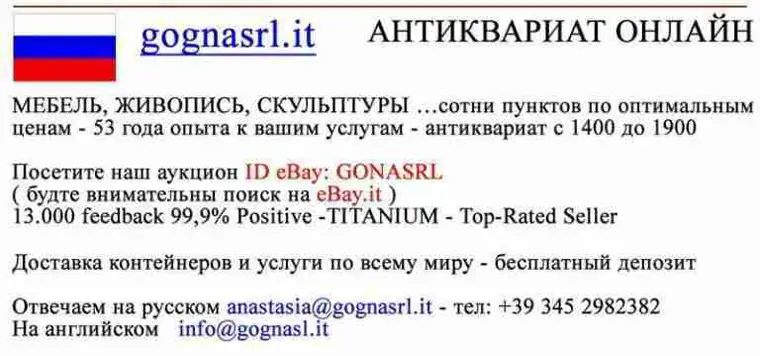 gognasrl.it АНТИКВАРИАТ ОНЛАЙН
МЕБЕЛЬ, ЖИВОПИСЬ, СКУЛЬПТУРЫ ...сотни пунктов по оптимальным
ценам - 53 года опыта к вашим услугам - антиквариат с 1400 до 1900
Посетите наш аукцион ID eBay: GONASRL
( будте внимательны поиск на eBay.it )
13.000 feedback 99,9% Positive -TITANIUM - Top-Rated Seller
Доставка контейнеров и услуги по всему миру - бесплатный депозит
Отвечаем на русском anastasia@gognasrl.it - тел: +39 345 2982382
На английском info@gognasl.it